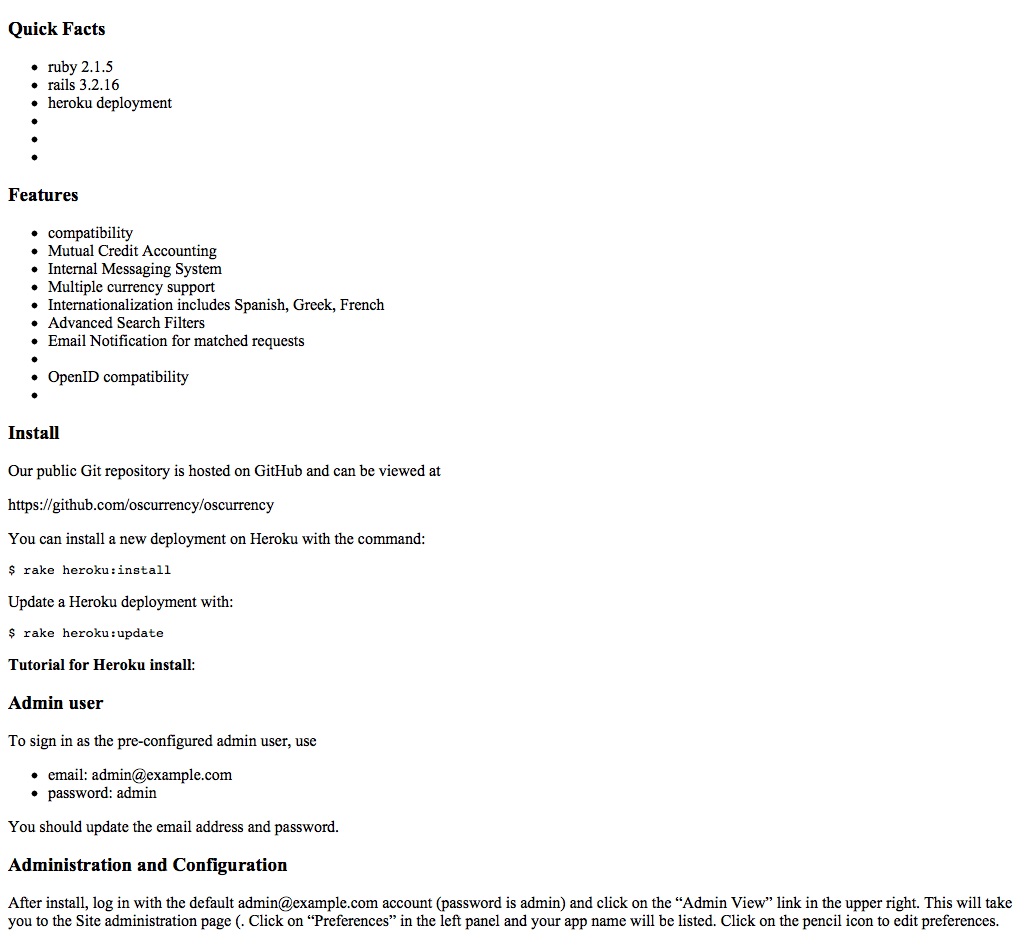 Quick Facts
• ruby 2.1.5
• rails 3.2.16
• heroku deployment
•
•
•
Features
• compatibility
• Mutual Credit Accounting
• Internal Messaging System
• Multiple currency support
• Internationalization includes Spanish, Greek, French
• Advanced Search Filters
• Email Notification for matched requests
•
• OpenID compatibility
•
Install
Our public Git repository is hosted on GitHub and can be viewed at
https://github.com/oscurrency/oscurrency
You can install a new deployment on Heroku with the command:
$ rake heroku:install
Update a Heroku deployment with:
$ rake heroku:update
Tutorial for Heroku install:
Admin user
To sign in as the pre-configured admin user, use
• email: admin@example.com
• password: admin
You should update the email address and password.
Administration and Configuration
After install, log in with the default admin@example.com account (password is admin) and click on the “Admin View” link in the upper right. This will take
you to the Site administration page (. Click on “Preferences” in the left panel and your app name will be listed. Click on the pencil icon to edit preferences.